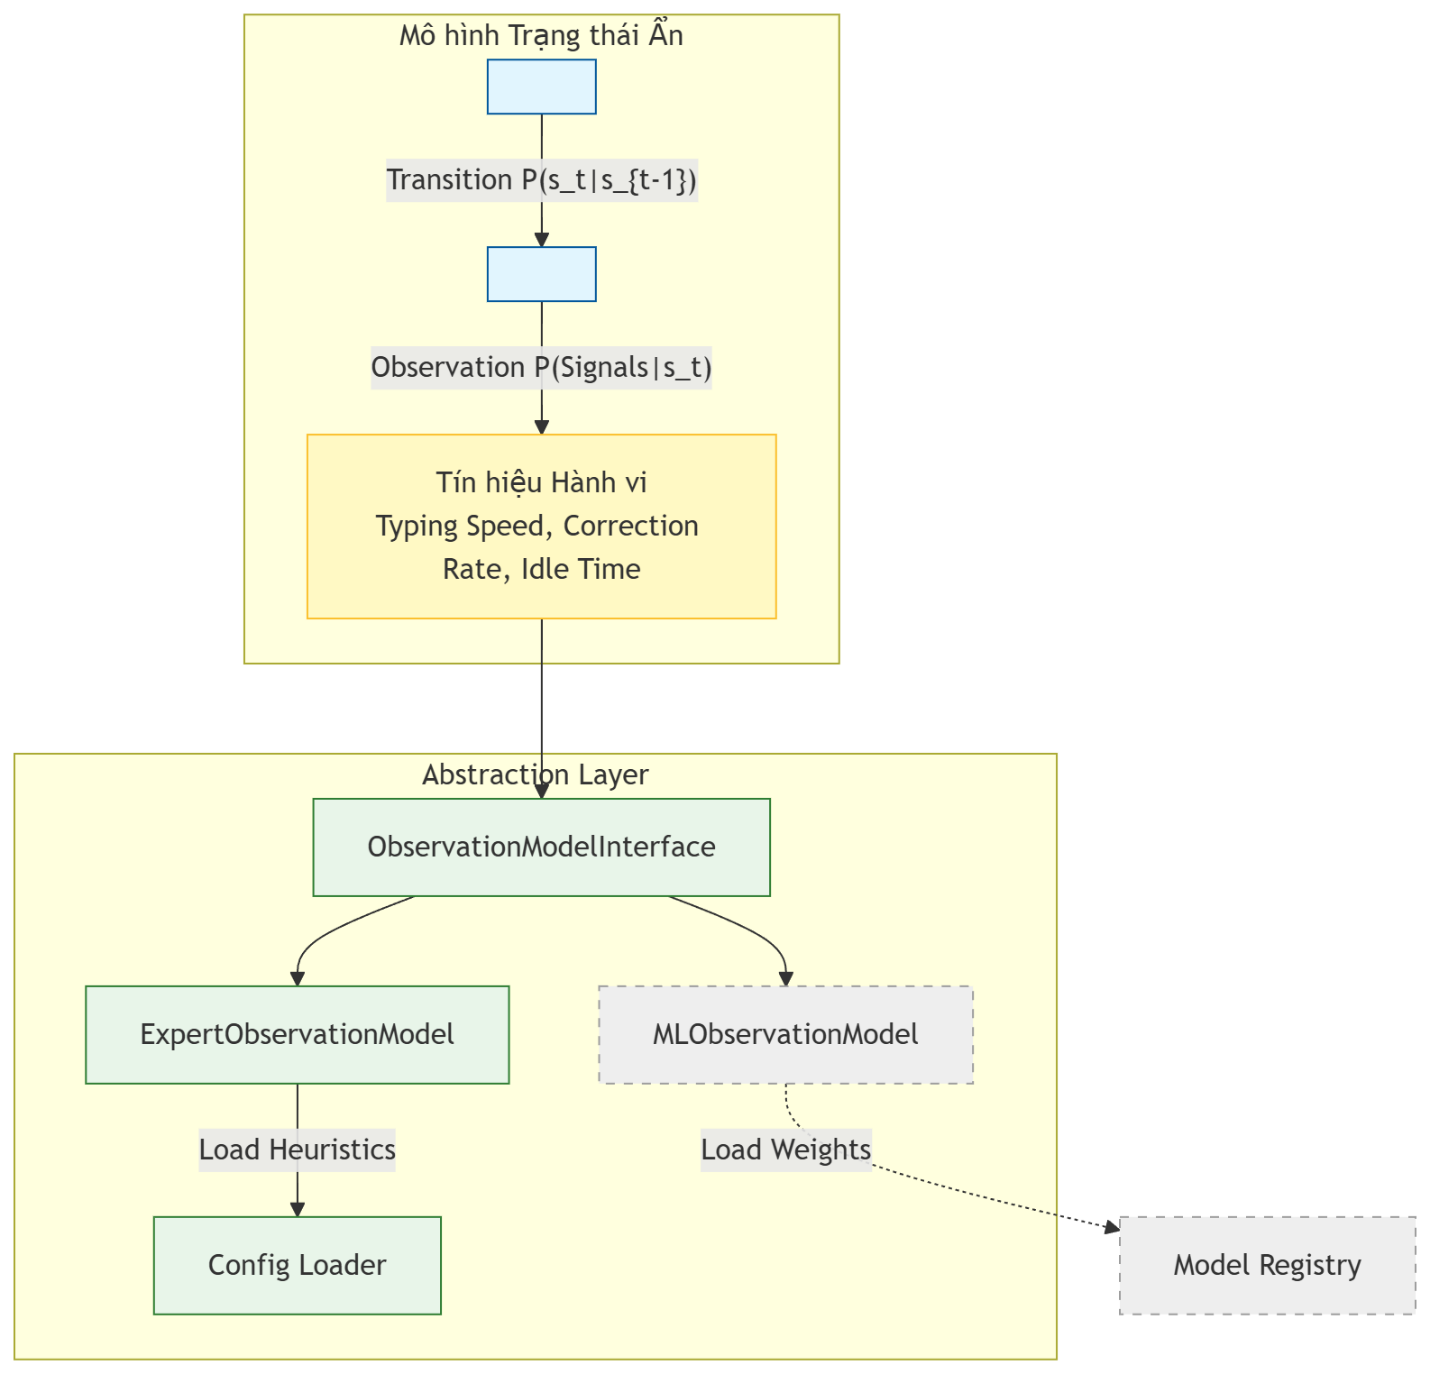 Mô hình Trạng thái Ẩn
Transition P(s_t|s_{t-1})
Observation P(Signals|s_t)
Tín hiệu Hành vi
Typing Speed, Correction
Rate, Idle Time
Abstraction Layer
ObservationModelInterface
ExpertObservationModel
MLObservationModel
Load Heuristics
Load Weights
Config Loader
Model Registry